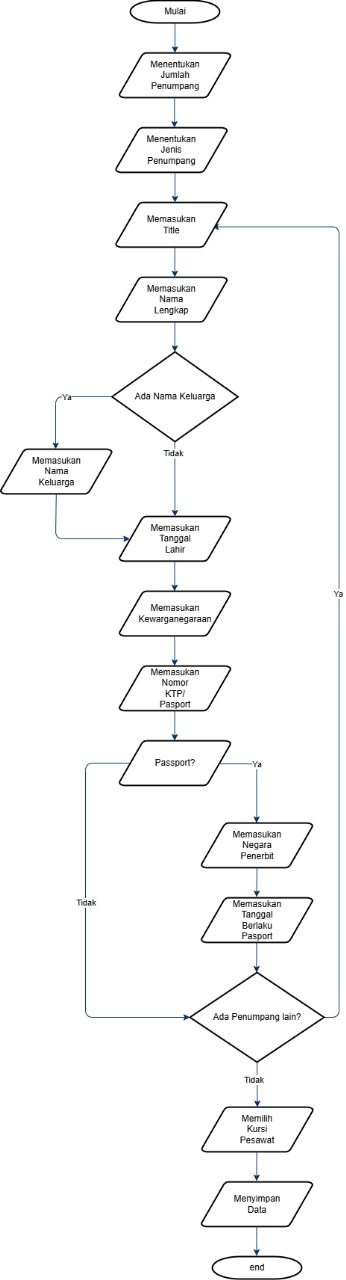 Mulai
Menentukan
Jumlah
Penumpang
Menentukan
Jenis
Penumpang
Memasukan
Title
Memasukan
Nama
Lengkap
Ada Nama Keluarga
Ya
Tidak
Memasukan
Nama
Keluarga
Memasukan
Tanggal
Lahir
Memasukan
Kewarganegaraan
Ya
Memasukan
Nomor
KTP/
Pasport
Passport?
Ya
Memasukan
Negara
Penerbit
Tidak
Memasukan
Tanggal
Berlaku
Pasport
Ada Penumpang lain?
Tidak
Memilih
Kursi
Pesawat
Menyimpan
Data
end